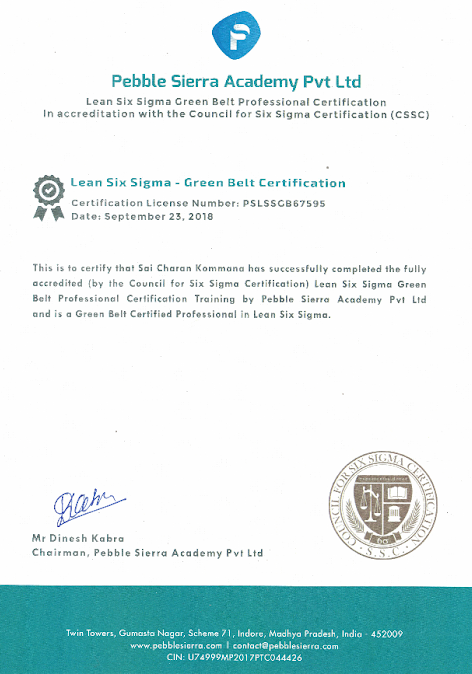 Pebble Sierra Academy Pvt Ltd
Lean Six Sigma Green Belt Professional Certification
In accreditation with the Council for Six Sigma Certification (CSSC)
Lean Six Sigma - Green Belt Certification
Certification License Number: PSLSSGB67595
Date: September 23, 2018
This is to certify that Sai Charan Kommana has successfully completed the fully
accredited (by the Council for Six Sigma Certification) Lean Six Sigma Green
Belt Professional Certification Training by Pebble Sierra Academy Pvt Ltd
and is a Green Belt Certified Professional in Lean Six Sigma.
COUNCIL FOR SIX SIGMA CERTIFICATION
6σ
S.S.C.
Mr Dinesh Kabra
Chairman, Pebble Sierra Academy Pvt Ltd
Twin Towers, Gumasta Nagar, Scheme 71, Indore, Madhya Pradesh, India - 452009
www.pebblesierra.com | contact@pebblesierra.com
CIN: U74999MP2017PTC044426